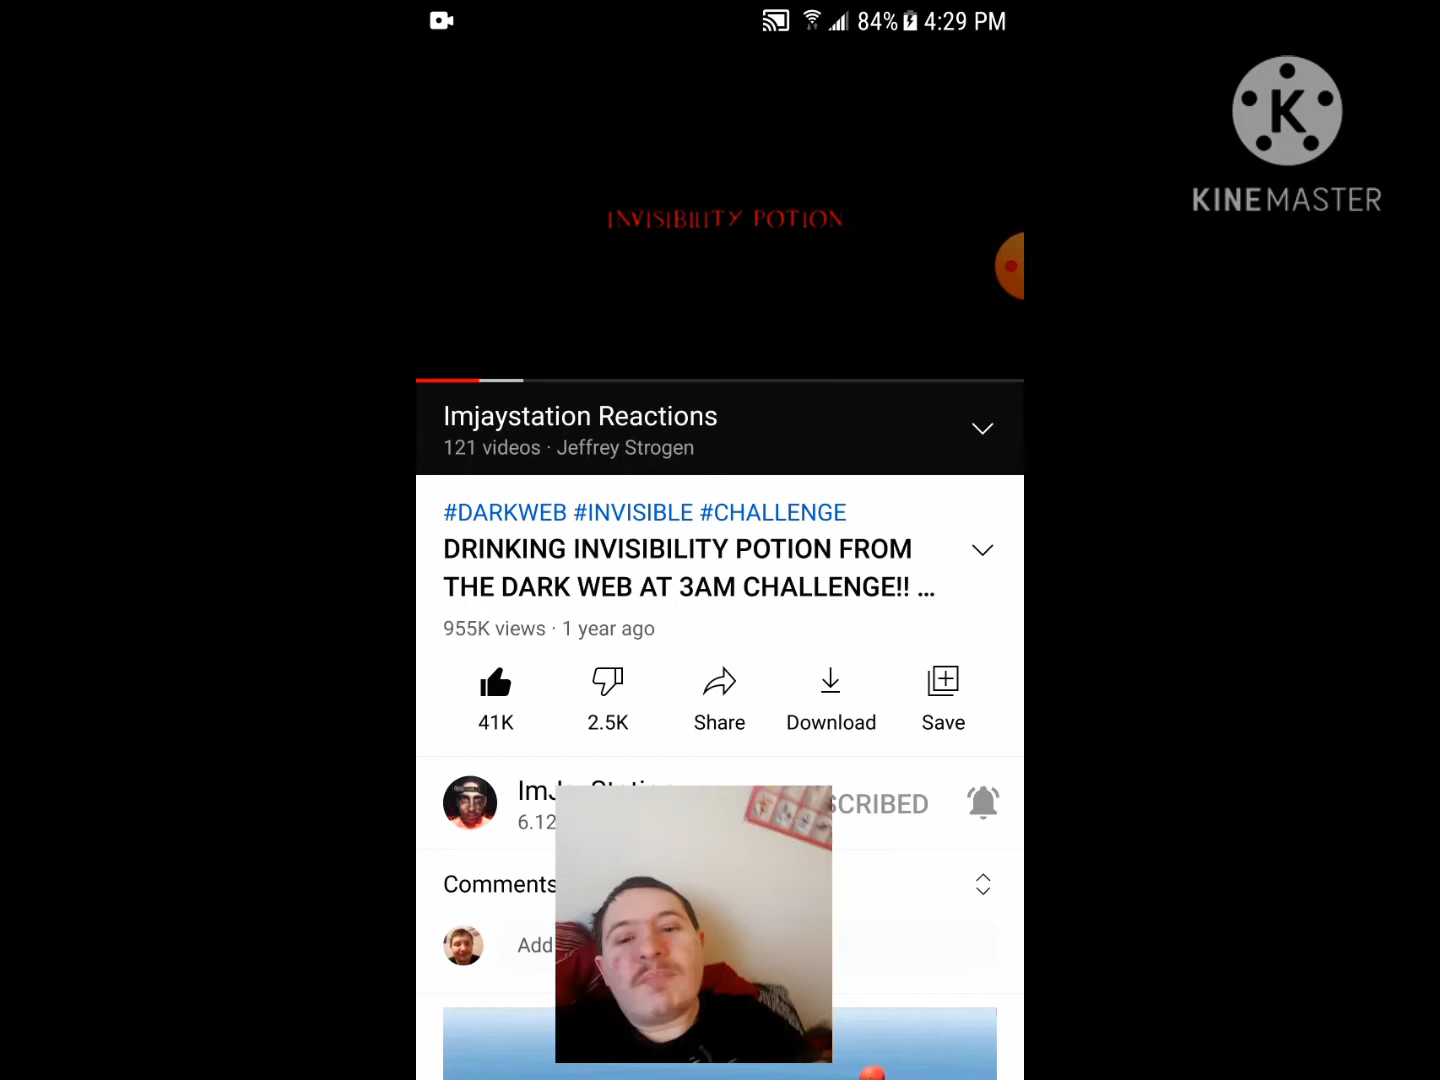 84% 4:29 PM
KINEMASTER
INVISIBILITY POTION
Imjaystation Reactions
121 videos · Jeffrey Strogen
#DARKWEB #INVISIBLE #CHALLENGE
DRINKING INVISIBILITY POTION FROM
THE DARK WEB AT 3AM CHALLENGE!! ...
955K views · 1 year ago
41K 2.5K Share Download Save
6.12
Comments
Add